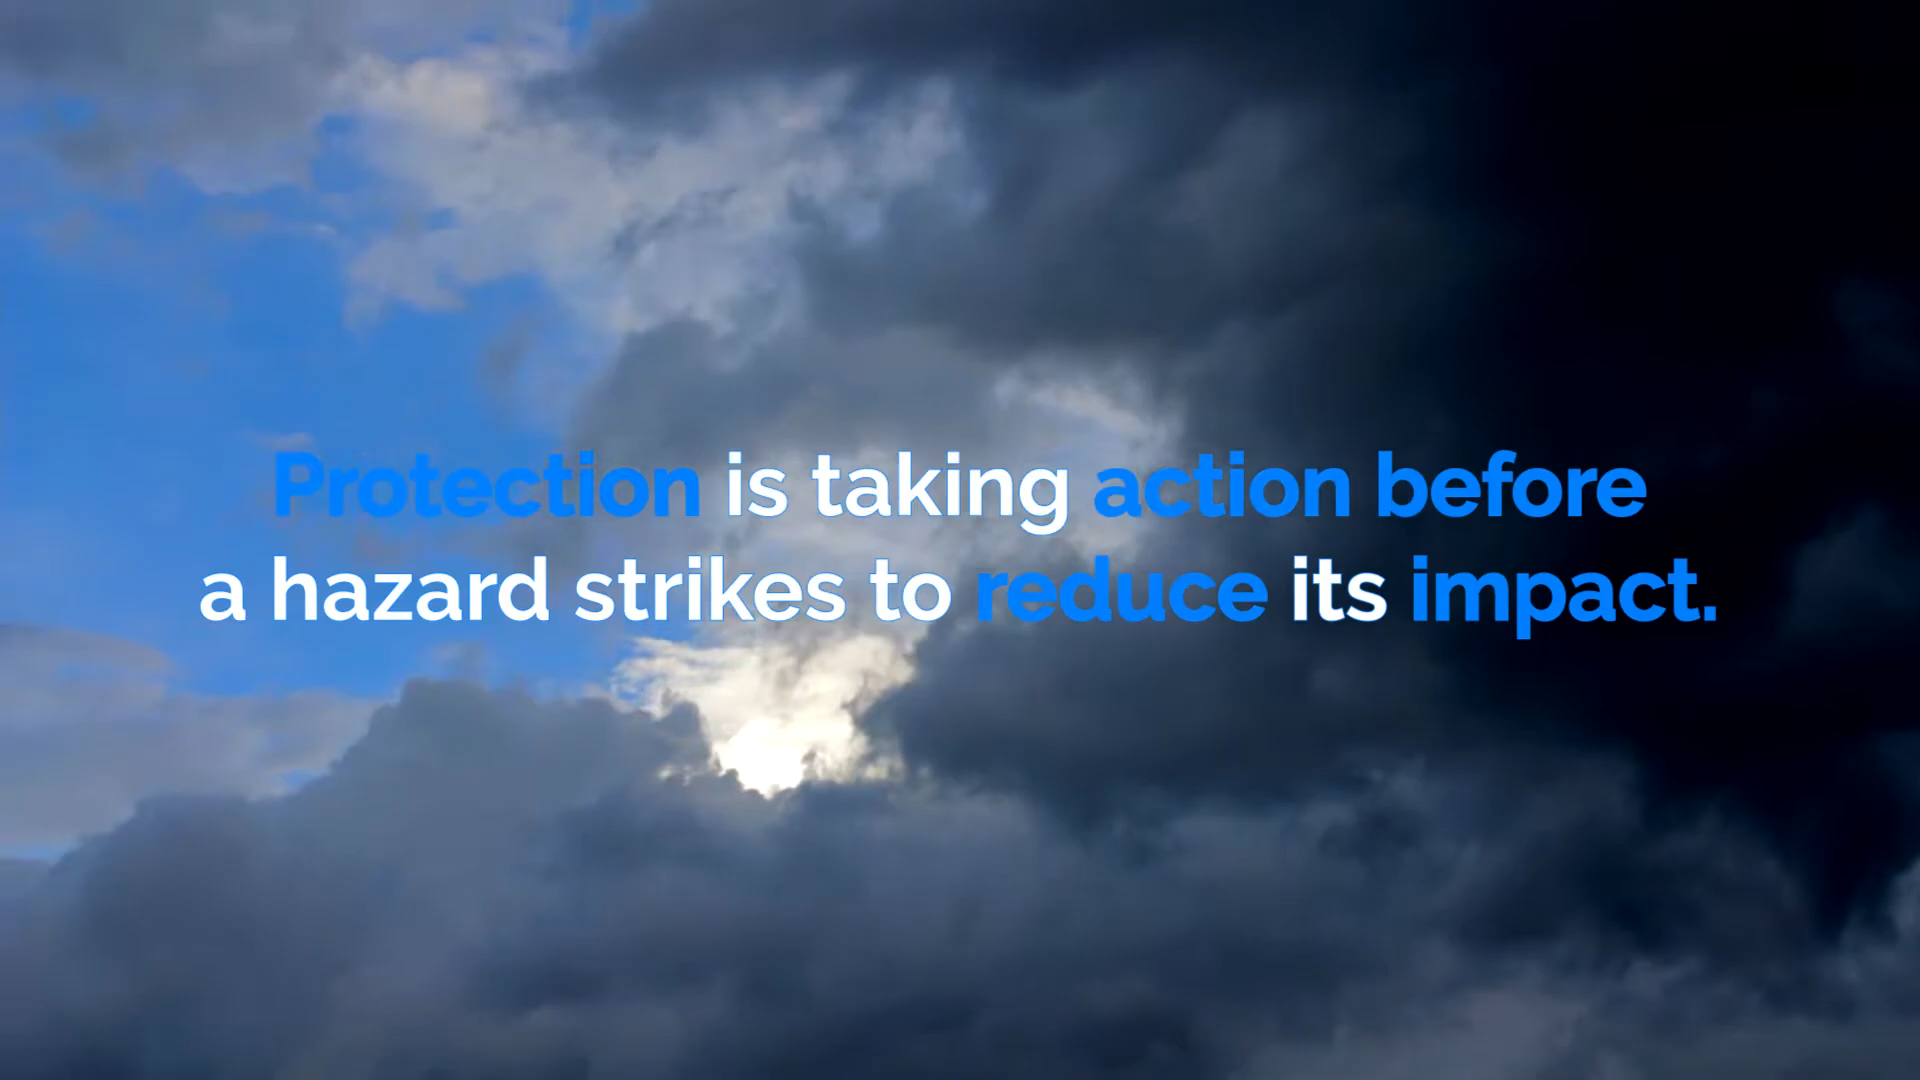 Protection is taking action before
a hazard strikes to reduce its impact.